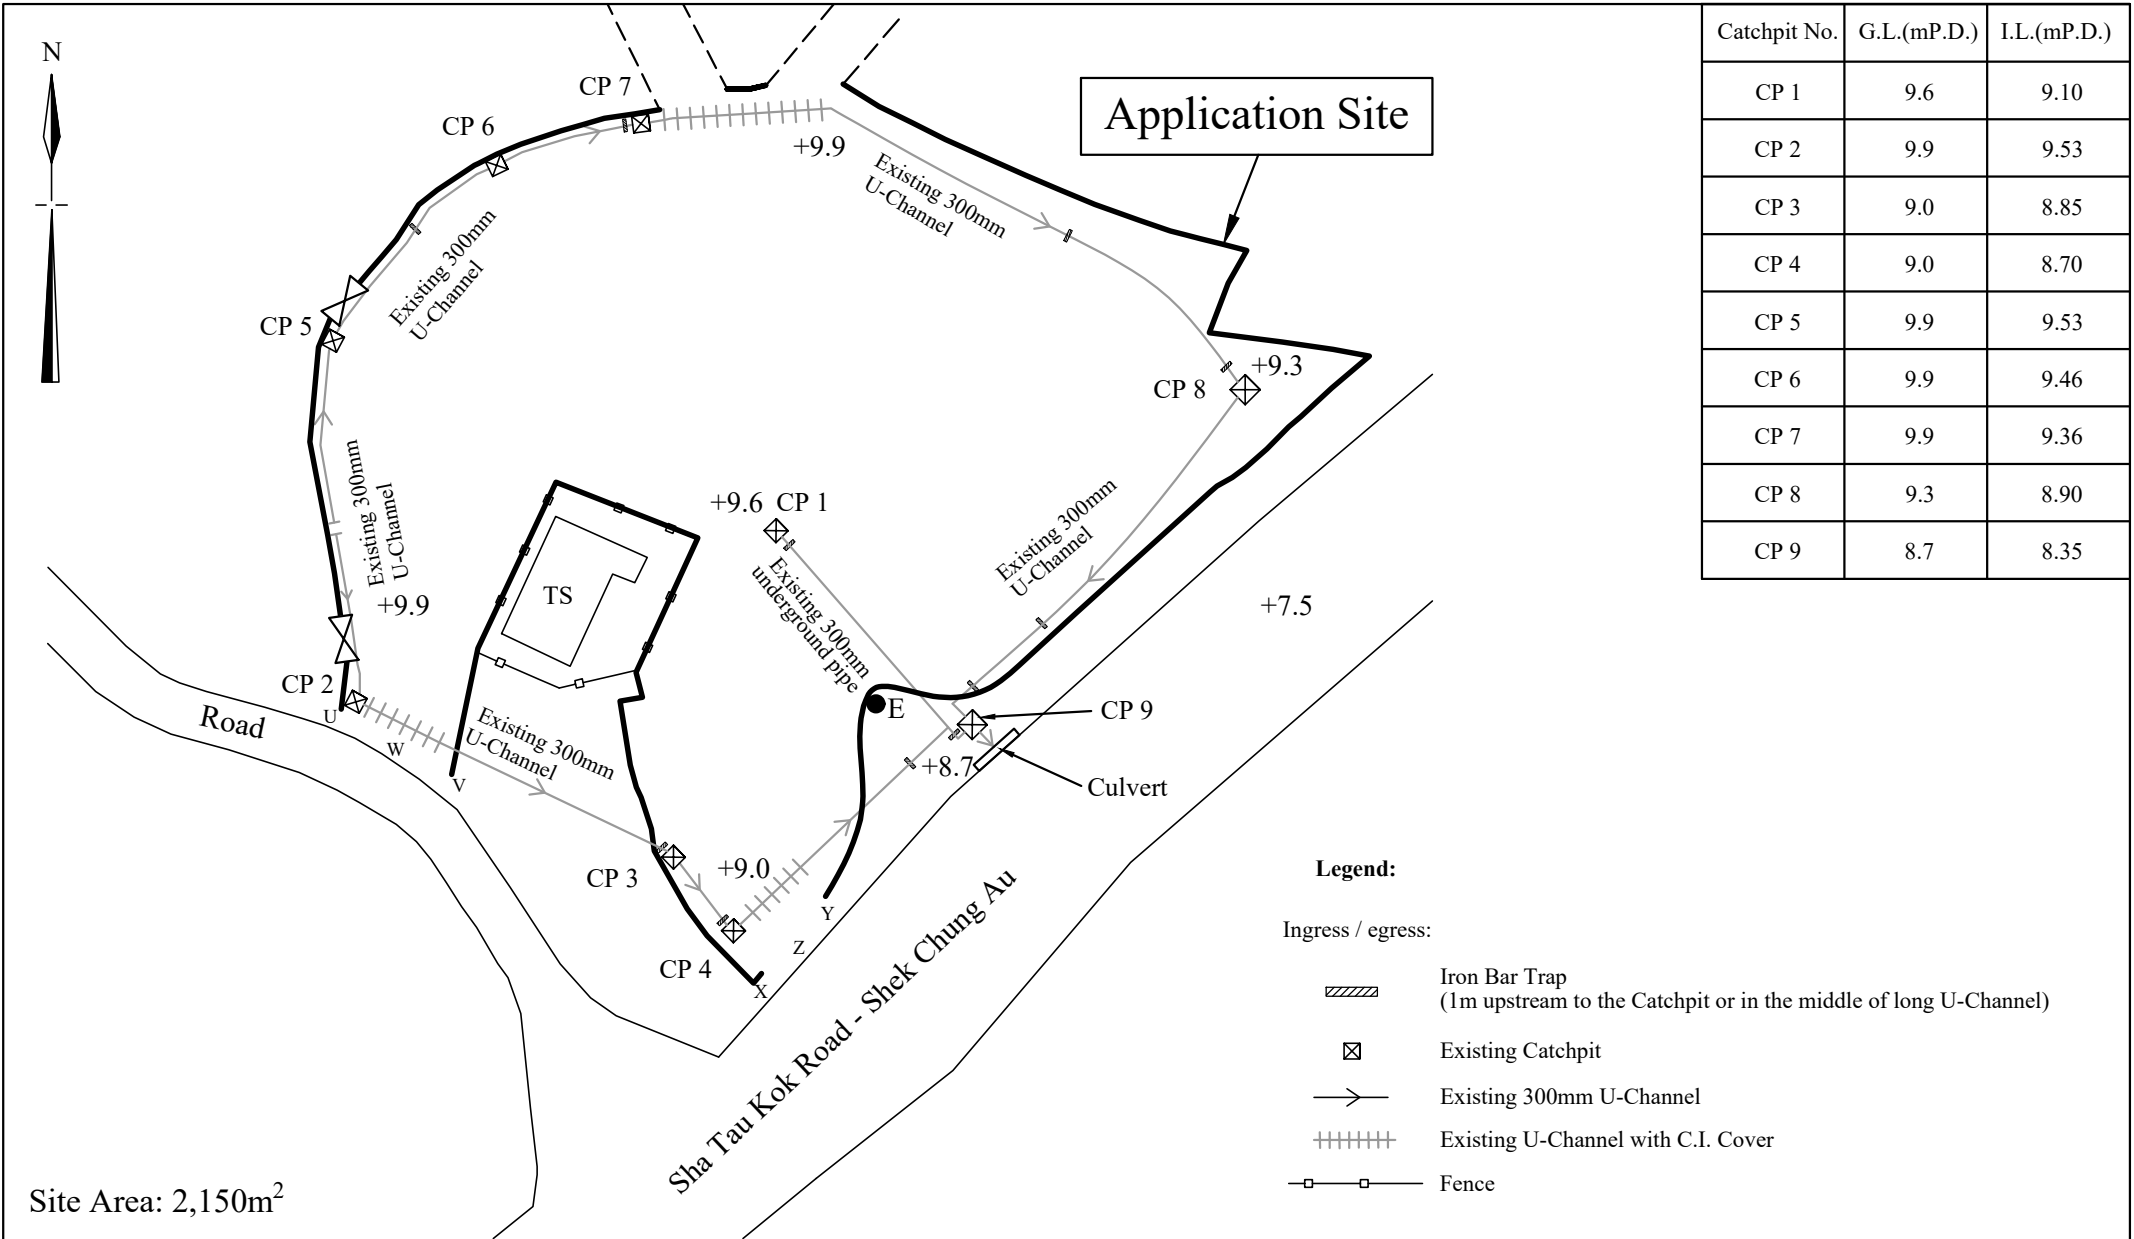 N
CP 7
CP 6
+9.9
Existing 300mm
U-Channel
Application Site
Existing 300mm
U-Channel
CP 5
CP 8
+9.3
Existing 300mm
U-Channel
+9.9
+9.6
CP 1
TS
Existing 300mm
underground pipe
Existing 300mm
U-Channel
+7.5
CP 2
U
Road
W
V
Existing 300mm
U-Channel
E
CP 9
+8.7
Culvert
CP 3
+9.0
CP 4
X
Y
Z
Sha Tau Kok Road - Shek Chung Au
Site Area: 2,150m²
Catchpit No. G.L.(mP.D.) I.L.(mP.D.)
CP 1 9.6 9.10
CP 2 9.9 9.53
CP 3 9.0 8.85
CP 4 9.0 8.70
CP 5 9.9 9.53
CP 6 9.9 9.46
CP 7 9.9 9.36
CP 8 9.3 8.90
CP 9 8.7 8.35
Legend:
Ingress / egress:
Iron Bar Trap
(1m upstream to the Catchpit or in the middle of long U-Channel)
Existing Catchpit
Existing 300mm U-Channel
Existing U-Channel with C.I. Cover
Fence